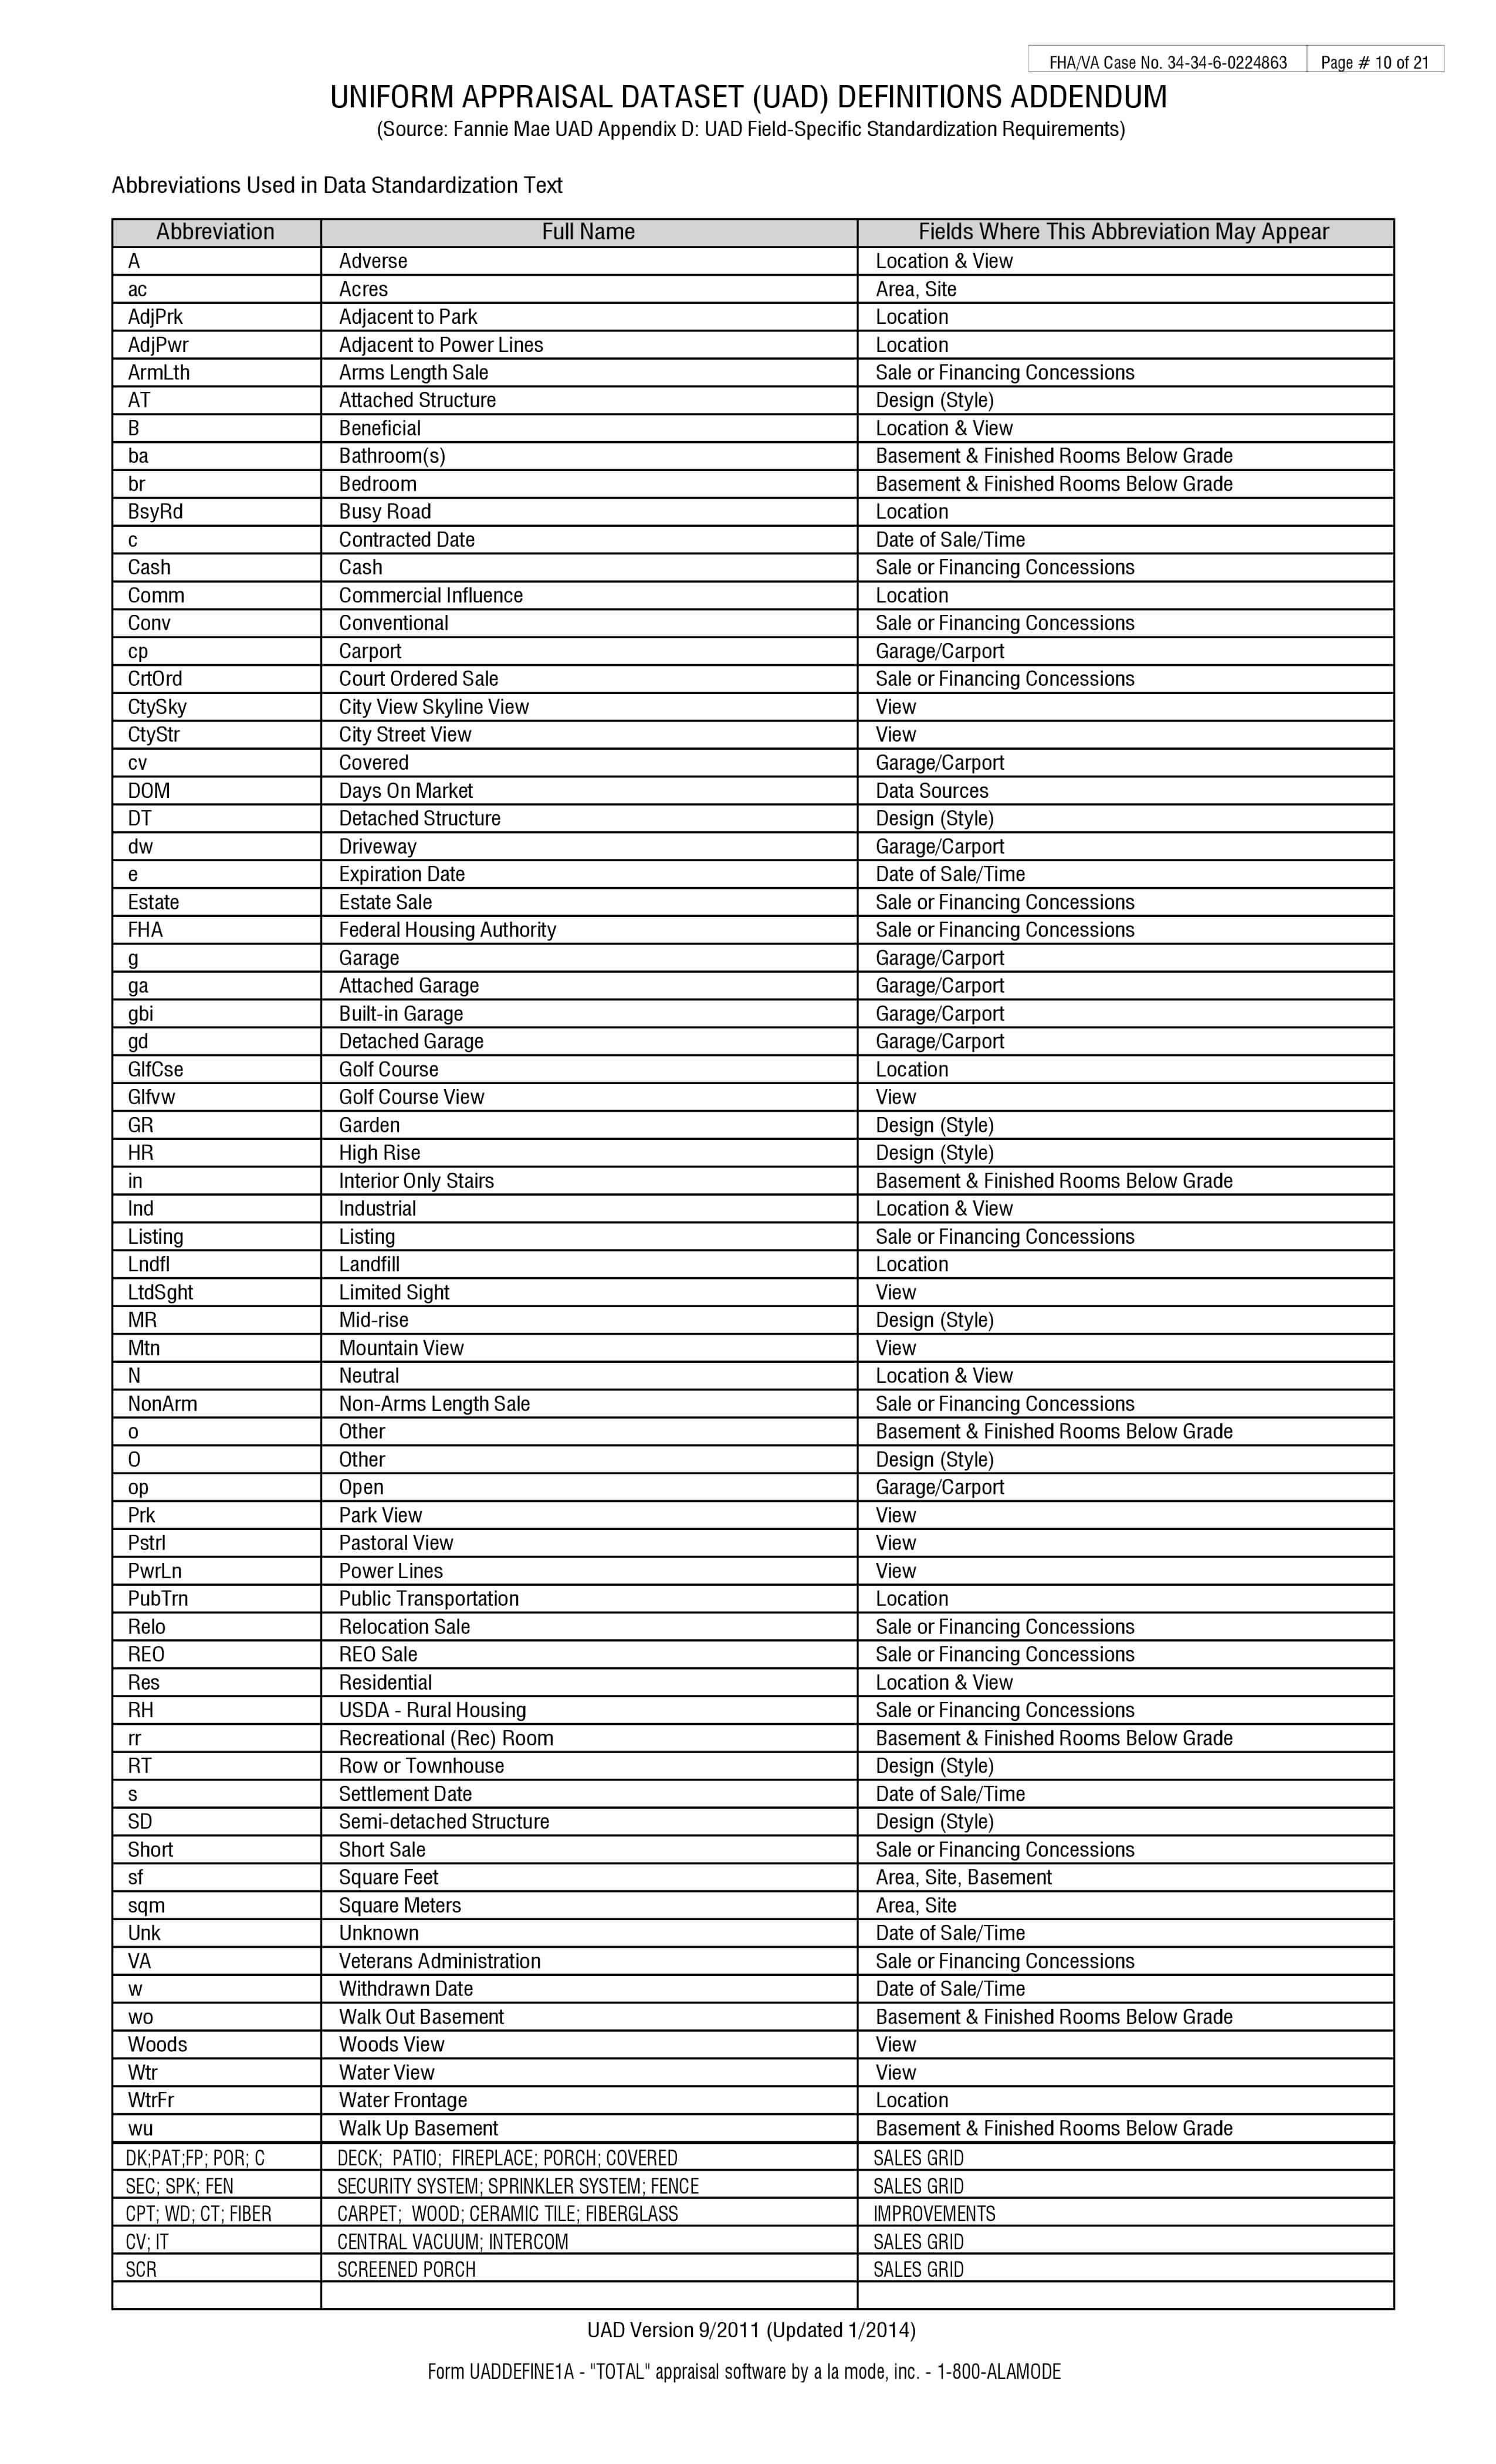 FHA/VA Case No. 34-34-6-0224863 Page # 10 of 21
UNIFORM APPRAISAL DATASET (UAD) DEFINITIONS ADDENDUM
(Source: Fannie Mae UAD Appendix D: UAD Field-Specific Standardization Requirements)
Abbreviations Used in Data Standardization Text
Abbreviation Full Name Fields Where This Abbreviation May Appear
A Adverse Location & View
ac Acres Area, Site
AdjPrk Adjacent to Park Location
AdjPwr Adjacent to Power Lines Location
ArmLth Arms Length Sale Sale or Financing Concessions
AT Attached Structure Design (Style)
B Beneficial Location & View
ba Bathroom(s) Basement & Finished Rooms Below Grade
br Bedroom Basement & Finished Rooms Below Grade
BsyRd Busy Road Location
c Contracted Date Date of Sale/Time
Cash Cash Sale or Financing Concessions
Comm Commercial Influence Location
Conv Conventional Sale or Financing Concessions
cp Carport Garage/Carport
CrtOrd Court Ordered Sale Sale or Financing Concessions
CtySky City View Skyline View View
CtyStr City Street View View
cv Covered Garage/Carport
DOM Days On Market Data Sources
DT Detached Structure Design (Style)
dw Driveway Garage/Carport
e Expiration Date Date of Sale/Time
Estate Estate Sale Sale or Financing Concessions
FHA Federal Housing Authority Sale or Financing Concessions
g Garage Garage/Carport
ga Attached Garage Garage/Carport
gbi Built-in Garage Garage/Carport
gd Detached Garage Garage/Carport
GlfCse Golf Course Location
Glfvw Golf Course View View
GR Garden Design (Style)
HR High Rise Design (Style)
in Interior Only Stairs Basement & Finished Rooms Below Grade
Ind Industrial Location & View
Listing Listing Sale or Financing Concessions
Lndfl Landfill Location
LtdSght Limited Sight View
MR Mid-rise Design (Style)
Mtn Mountain View View
N Neutral Location & View
NonArm Non-Arms Length Sale Sale or Financing Concessions
o Other Basement & Finished Rooms Below Grade
O Other Design (Style)
op Open Garage/Carport
Prk Park View View
Pstrl Pastoral View View
PwrLn Power Lines View
PubTrn Public Transportation Location
Relo Relocation Sale Sale or Financing Concessions
REO REO Sale Sale or Financing Concessions
Res Residential Location & View
RH USDA - Rural Housing Sale or Financing Concessions
rr Recreational (Rec) Room Basement & Finished Rooms Below Grade
RT Row or Townhouse Design (Style)
s Settlement Date Date of Sale/Time
SD Semi-detached Structure Design (Style)
Short Short Sale Sale or Financing Concessions
sf Square Feet Area, Site, Basement
sqm Square Meters Area, Site
Unk Unknown Date of Sale/Time
VA Veterans Administration Sale or Financing Concessions
w Withdrawn Date Date of Sale/Time
wo Walk Out Basement Basement & Finished Rooms Below Grade
Woods Woods View View
Wtr Water View View
WtrFr Water Frontage Location
wu Walk Up Basement Basement & Finished Rooms Below Grade
DK;PAT;FP; POR; C DECK; PATIO; FIREPLACE; PORCH; COVERED SALES GRID
SEC; SPK; FEN SECURITY SYSTEM; SPRINKLER SYSTEM; FENCE SALES GRID
CPT; WD; CT; FIBER CARPET; WOOD; CERAMIC TILE; FIBERGLASS IMPROVEMENTS
CV; IT CENTRAL VACUUM; INTERCOM SALES GRID
SCR SCREENED PORCH SALES GRID
UAD Version 9/2011 (Updated 1/2014)
Form UADDEFINE1A - "TOTAL" appraisal software by a la mode, inc. - 1-800-ALAMODE